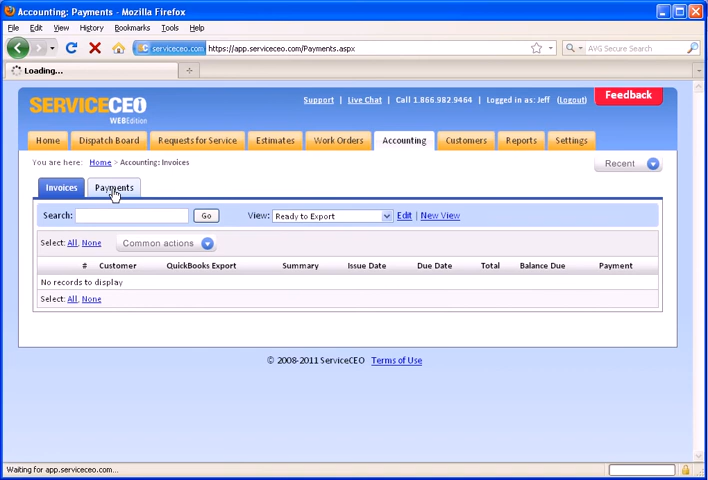 Accounting: Payments - Mozilla Firefox
File Edit View History Bookmarks Tools Help
serviceceo.com https://app.serviceceo.com/Payments.aspx AVG Secure Search
Loading...
SERVICECEO
WEBEdition
Support | Live Chat | Call 1.866.982.9464 | Logged in as: Jeff (Logout) Feedback
Home Dispatch Board Requests for Service Estimates Work Orders Accounting Customers Reports Settings
You are here: Home > Accounting: Invoices Recent
Invoices Payments
Search: Go View: Ready to Export Edit | New View
Select: All, None Common actions
# Customer QuickBooks Export Summary Issue Date Due Date Total Balance Due Payment
No records to display
Select: All, None
© 2008-2011 ServiceCEO Terms of Use
Waiting for app.serviceceo.com...